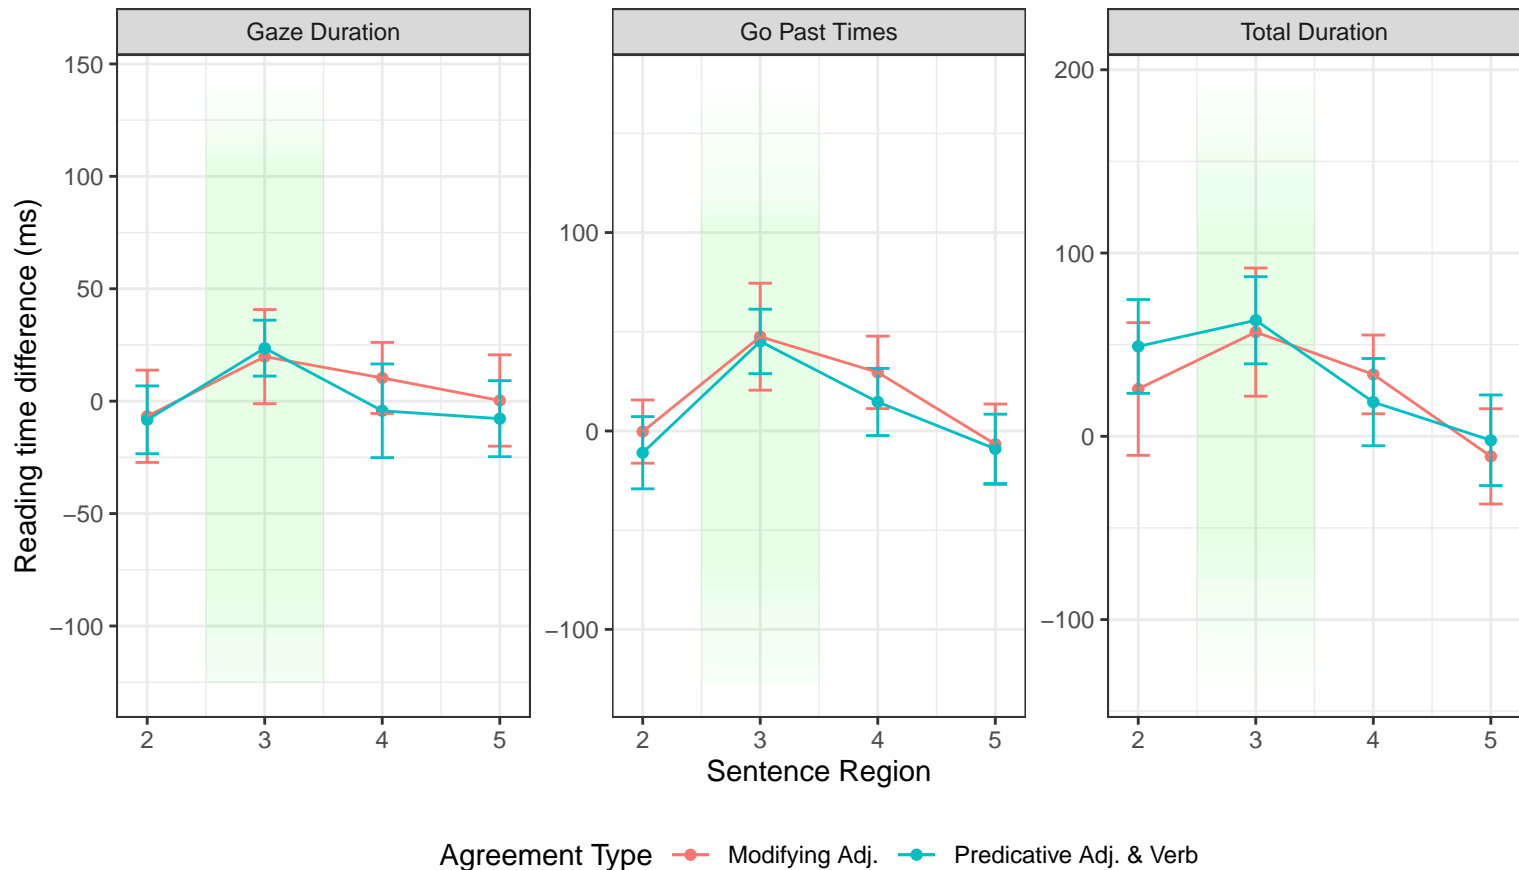 Gaze Duration
Go Past Times
Total Duration
Reading time difference (ms)
150
100
50
0
−50
−100
100
0
−100
200
100
0
−100
2 3 4 5
2 3 4 5
2 3 4 5
Sentence Region
Agreement Type Modifying Adj. Predicative Adj. & Verb